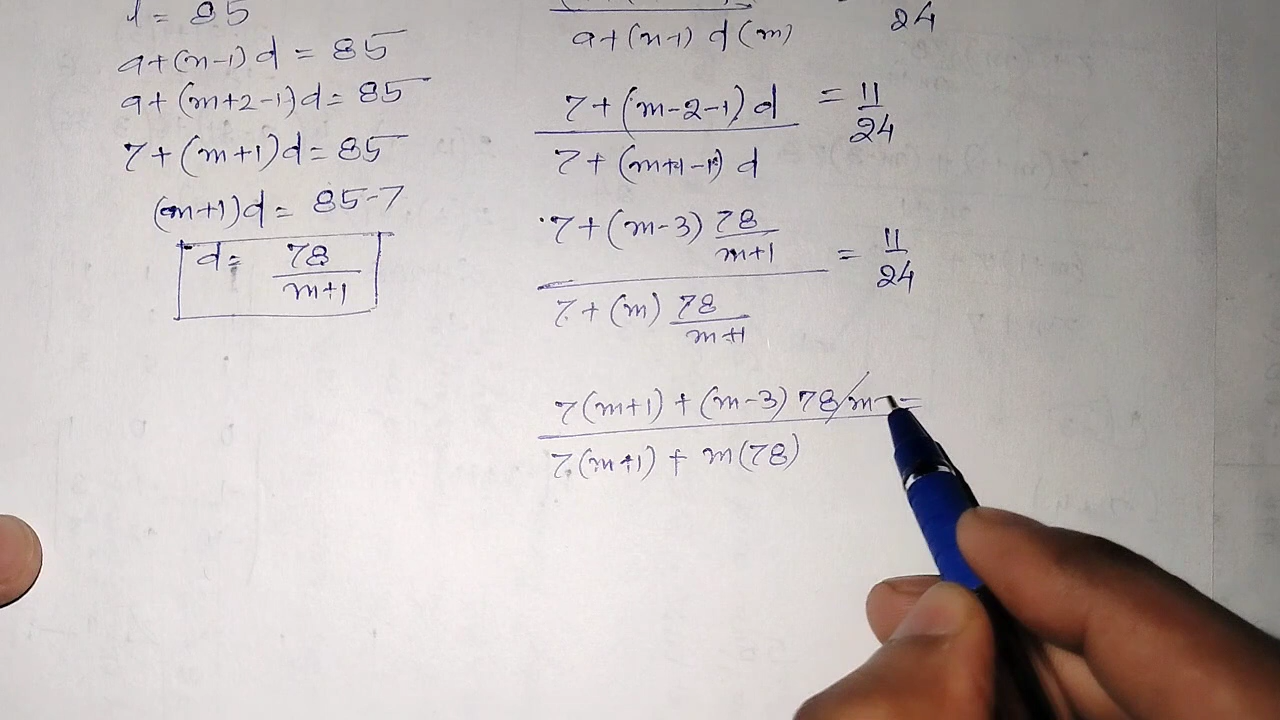 l = 85
a+(n-1)d = 85
a+(m+2-1)d = 85
7+(m+1)d = 85
(m+1)d = 85-7
d = 78
m+1
a+(n-1) d (m)
24
7+(m-2-1) d
7+(m+1-1) d
= 11
24
7+(m-3) 78
m+1
7+(m) 78
m+1
= 11
24
7(m+1) + (m-3) 78/m =
7(m+1) + m(78)